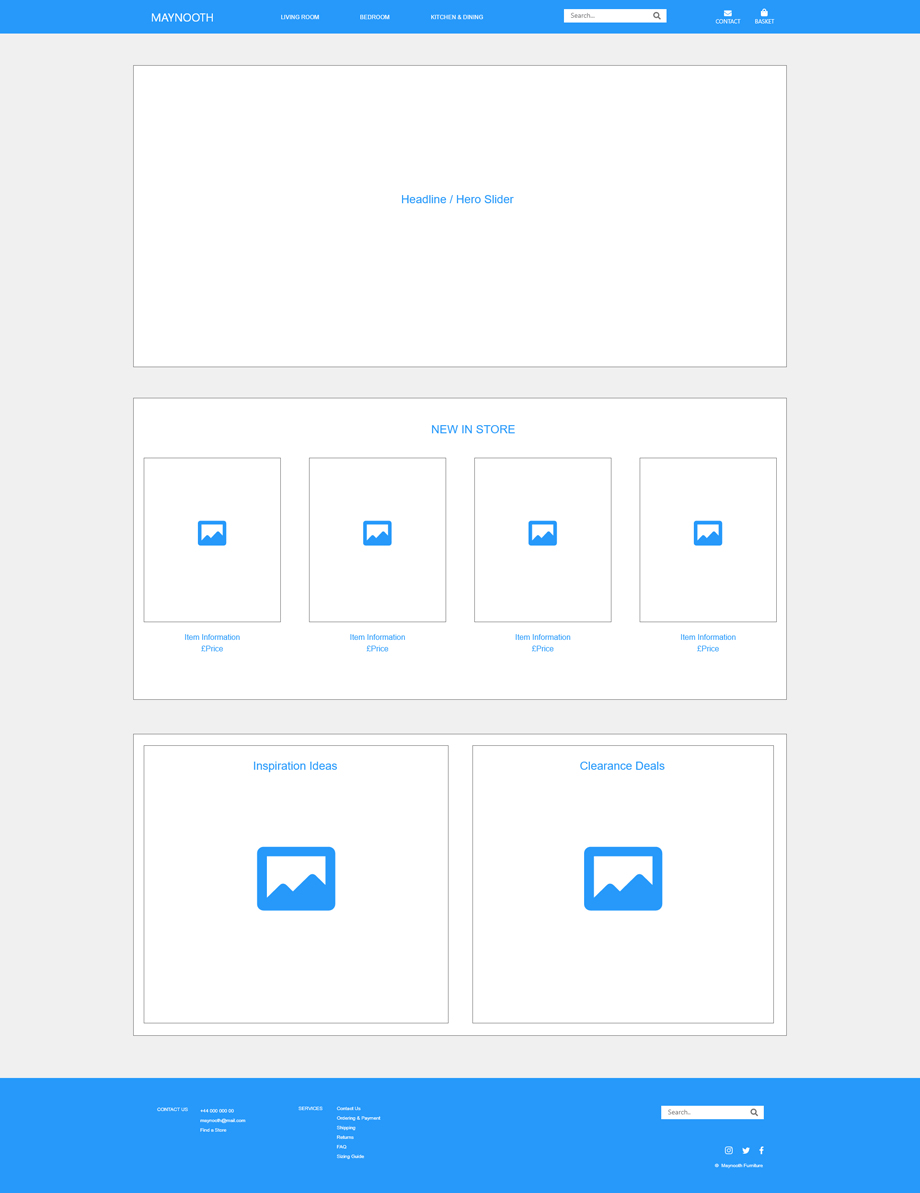 MAYNOOTH
LIVING ROOM
BEDROOM
KITCHEN & DINING
Search...
CONTACT
BASKET
Headline / Hero Slider
NEW IN STORE
Item Information
£Price
Item Information
£Price
Item Information
£Price
Item Information
£Price
Inspiration Ideas
Clearance Deals
CONTACT US
+44 000 000 00
maynooth@mail.com
Find a Store
SERVICES
Contact Us
Ordering & Payment
Shipping
Returns
FAQ
Sizing Guide
Search..
© Maynooth Furniture